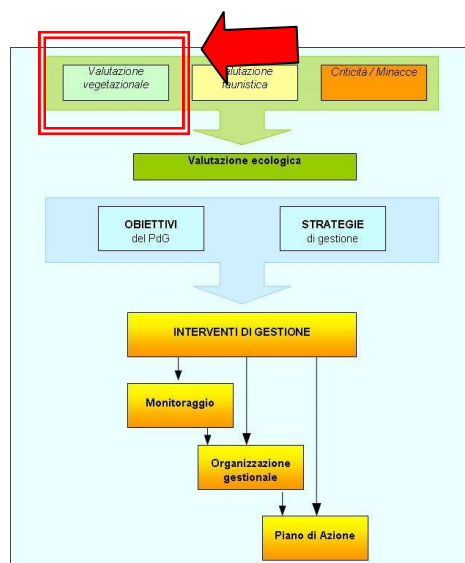 Valutazione
vegetazionale
faunistica
Criticità / Minacce
Valutazione ecologica
OBIETTIVI
del PdG
STRATEGIE
di gestione
INTERVENTI DI GESTIONE
Monitoraggio
Organizzazione
gestionale
Piano di Azione